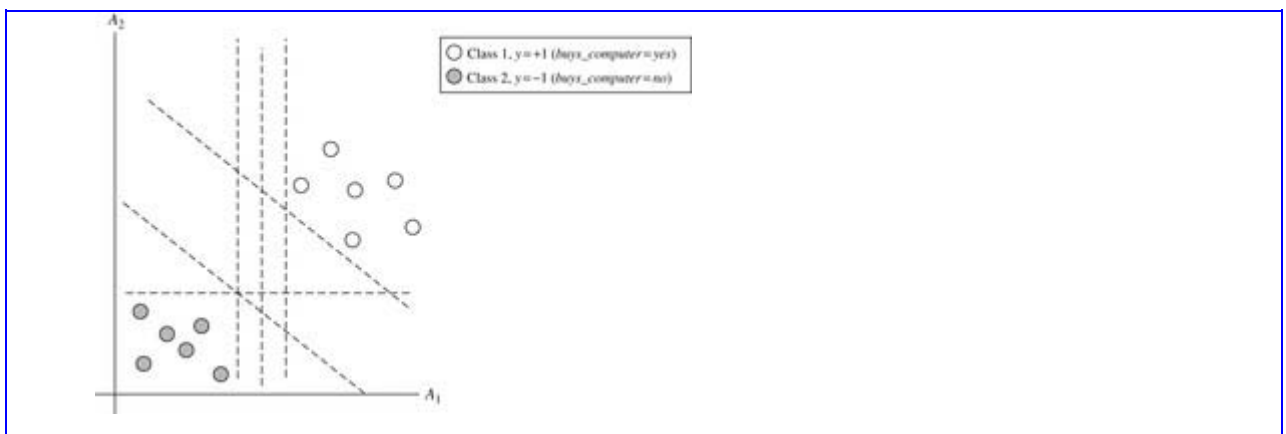 A₂
Class 1, y=+1 (buys_computer=yes)
Class 2, y=−1 (buys_computer=no)
A₁